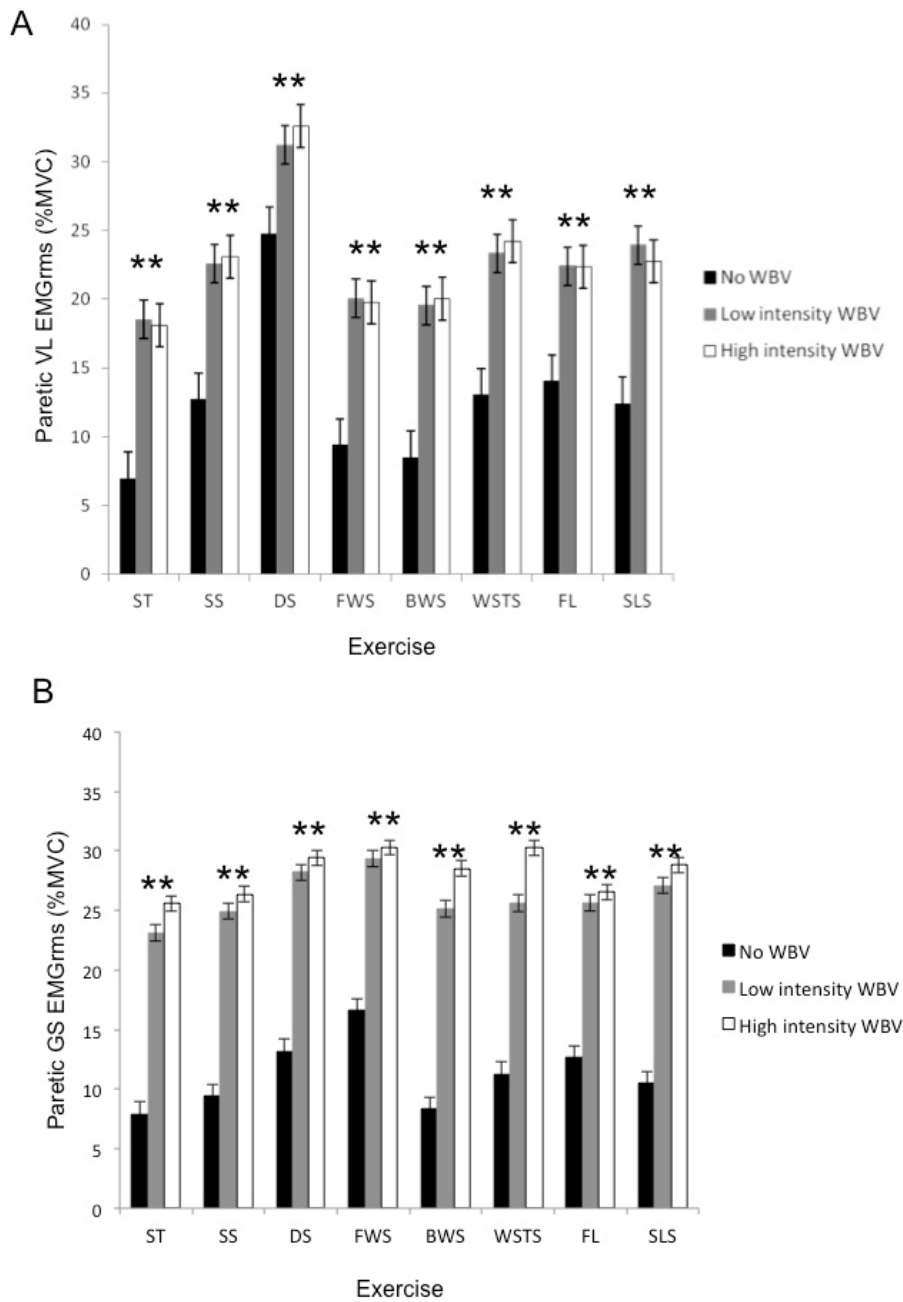 A
Paretic VL EMGrms (%MVC)
40
35
30
25
20
15
10
5
0
** ** ** ** ** ** ** **
No WBV
Low intensity WBV
High intensity WBV
ST SS DS FWS BWS WSTS FL SLS
Exercise
B
Paretic GS EMGrms (%MVC)
40
35
30
25
20
15
10
5
0
** ** ** ** ** ** ** **
No WBV
Low intensity WBV
High intensity WBV
ST SS DS FWS BWS WSTS FL SLS
Exercise